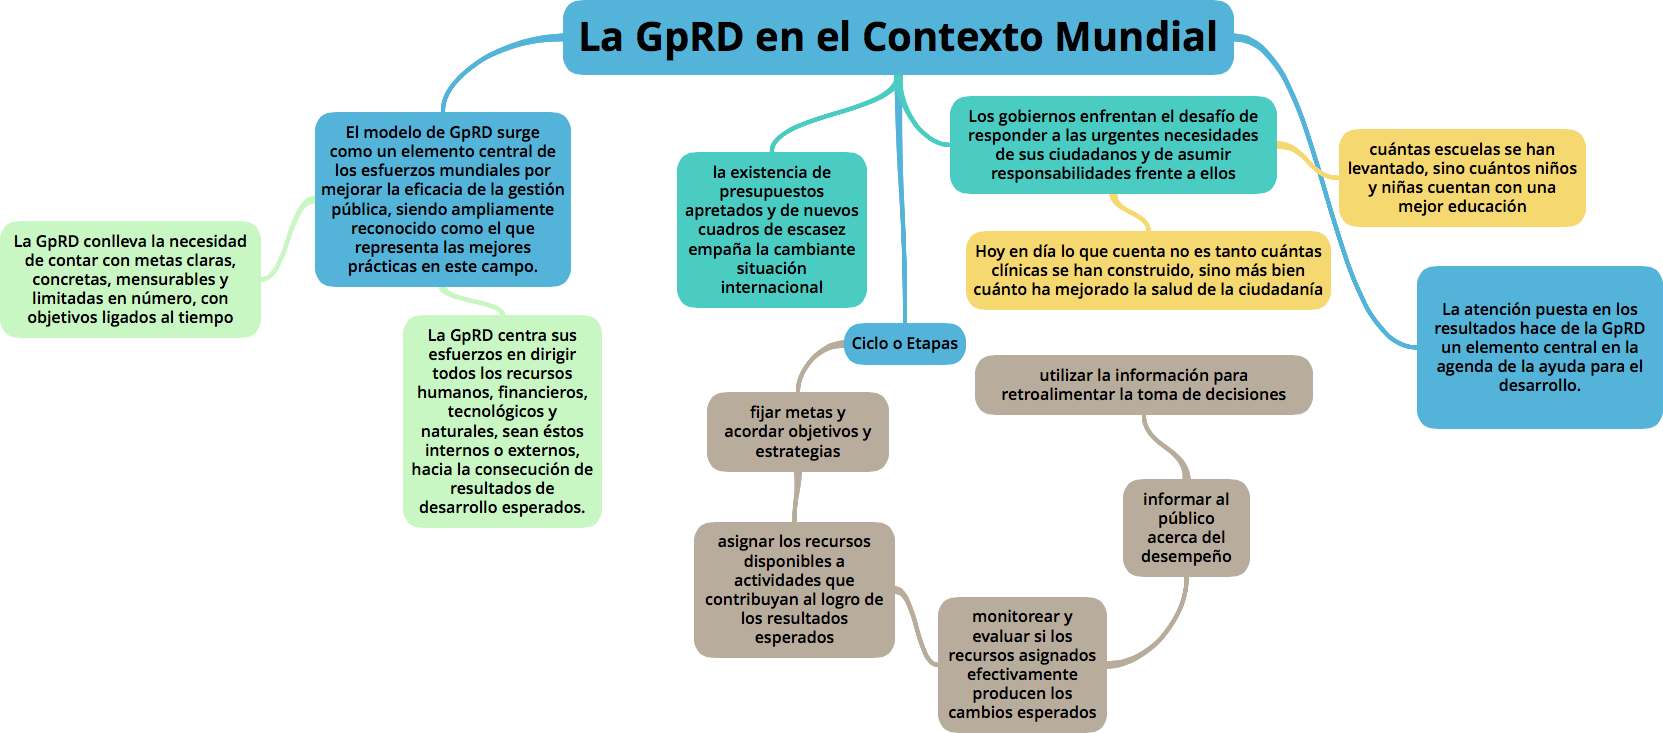 La GpRD en el Contexto Mundial
El modelo de GpRD surge
como un elemento central de
los esfuerzos mundiales por
mejorar la eficacia de la gestión
pública, siendo ampliamente
reconocido como el que
representa las mejores
prácticas en este campo.
La GpRD conlleva la necesidad
de contar con metas claras,
concretas, mensurables y
limitadas en número, con
objetivos ligados al tiempo
La GpRD centra sus
esfuerzos en dirigir
todos los recursos
humanos, financieros,
tecnológicos y
naturales, sean éstos
internos o externos,
hacia la consecución de
resultados de
desarrollo esperados.
la existencia de
presupuestos
apretados y de nuevos
cuadros de escasez
empaña la cambiante
situación
internacional
Los gobiernos enfrentan el desafío de
responder a las urgentes necesidades
de sus ciudadanos y de asumir
responsabilidades frente a ellos
cuántas escuelas se han
levantado, sino cuántos niños
y niñas cuentan con una
mejor educación
Hoy en día lo que cuenta no es tanto cuántas
clínicas se han construido, sino más bien
cuánto ha mejorado la salud de la ciudadanía
La atención puesta en los
resultados hace de la GpRD
un elemento central en la
agenda de la ayuda para el
desarrollo.
Ciclo o Etapas
fijar metas y
acordar objetivos y
estrategias
asignar los recursos
disponibles a
actividades que
contribuyan al logro de
los resultados
esperados
monitorear y
evaluar si los
recursos asignados
efectivamente
producen los
cambios esperados
informar al
público
acerca del
desempeño
utilizar la información para
retroalimentar la toma de decisiones